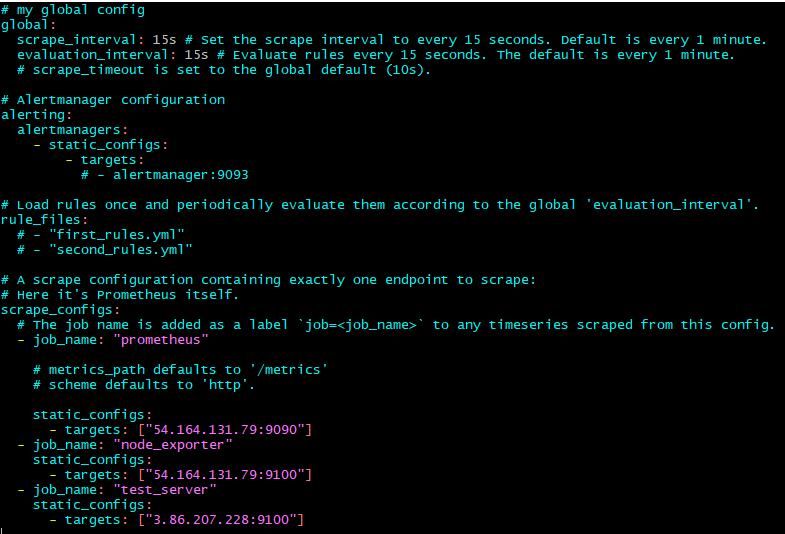 # my global config
global:
  scrape_interval: 15s # Set the scrape interval to every 15 seconds. Default is every 1 minute.
  evaluation_interval: 15s # Evaluate rules every 15 seconds. The default is every 1 minute.
  # scrape_timeout is set to the global default (10s).

# Alertmanager configuration
alerting:
  alertmanagers:
    - static_configs:
        - targets:
          # - alertmanager:9093

# Load rules once and periodically evaluate them according to the global 'evaluation_interval'.
rule_files:
  # - "first_rules.yml"
  # - "second_rules.yml"

# A scrape configuration containing exactly one endpoint to scrape:
# Here it's Prometheus itself.
scrape_configs:
  # The job name is added as a label `job=<job_name>` to any timeseries scraped from this config.
  - job_name: "prometheus"

    # metrics_path defaults to '/metrics'
    # scheme defaults to 'http'.

    static_configs:
      - targets: ["54.164.131.79:9090"]
  - job_name: "node_exporter"
    static_configs:
      - targets: ["54.164.131.79:9100"]
  - job_name: "test_server"
    static_configs:
      - targets: ["3.86.207.228:9100"]